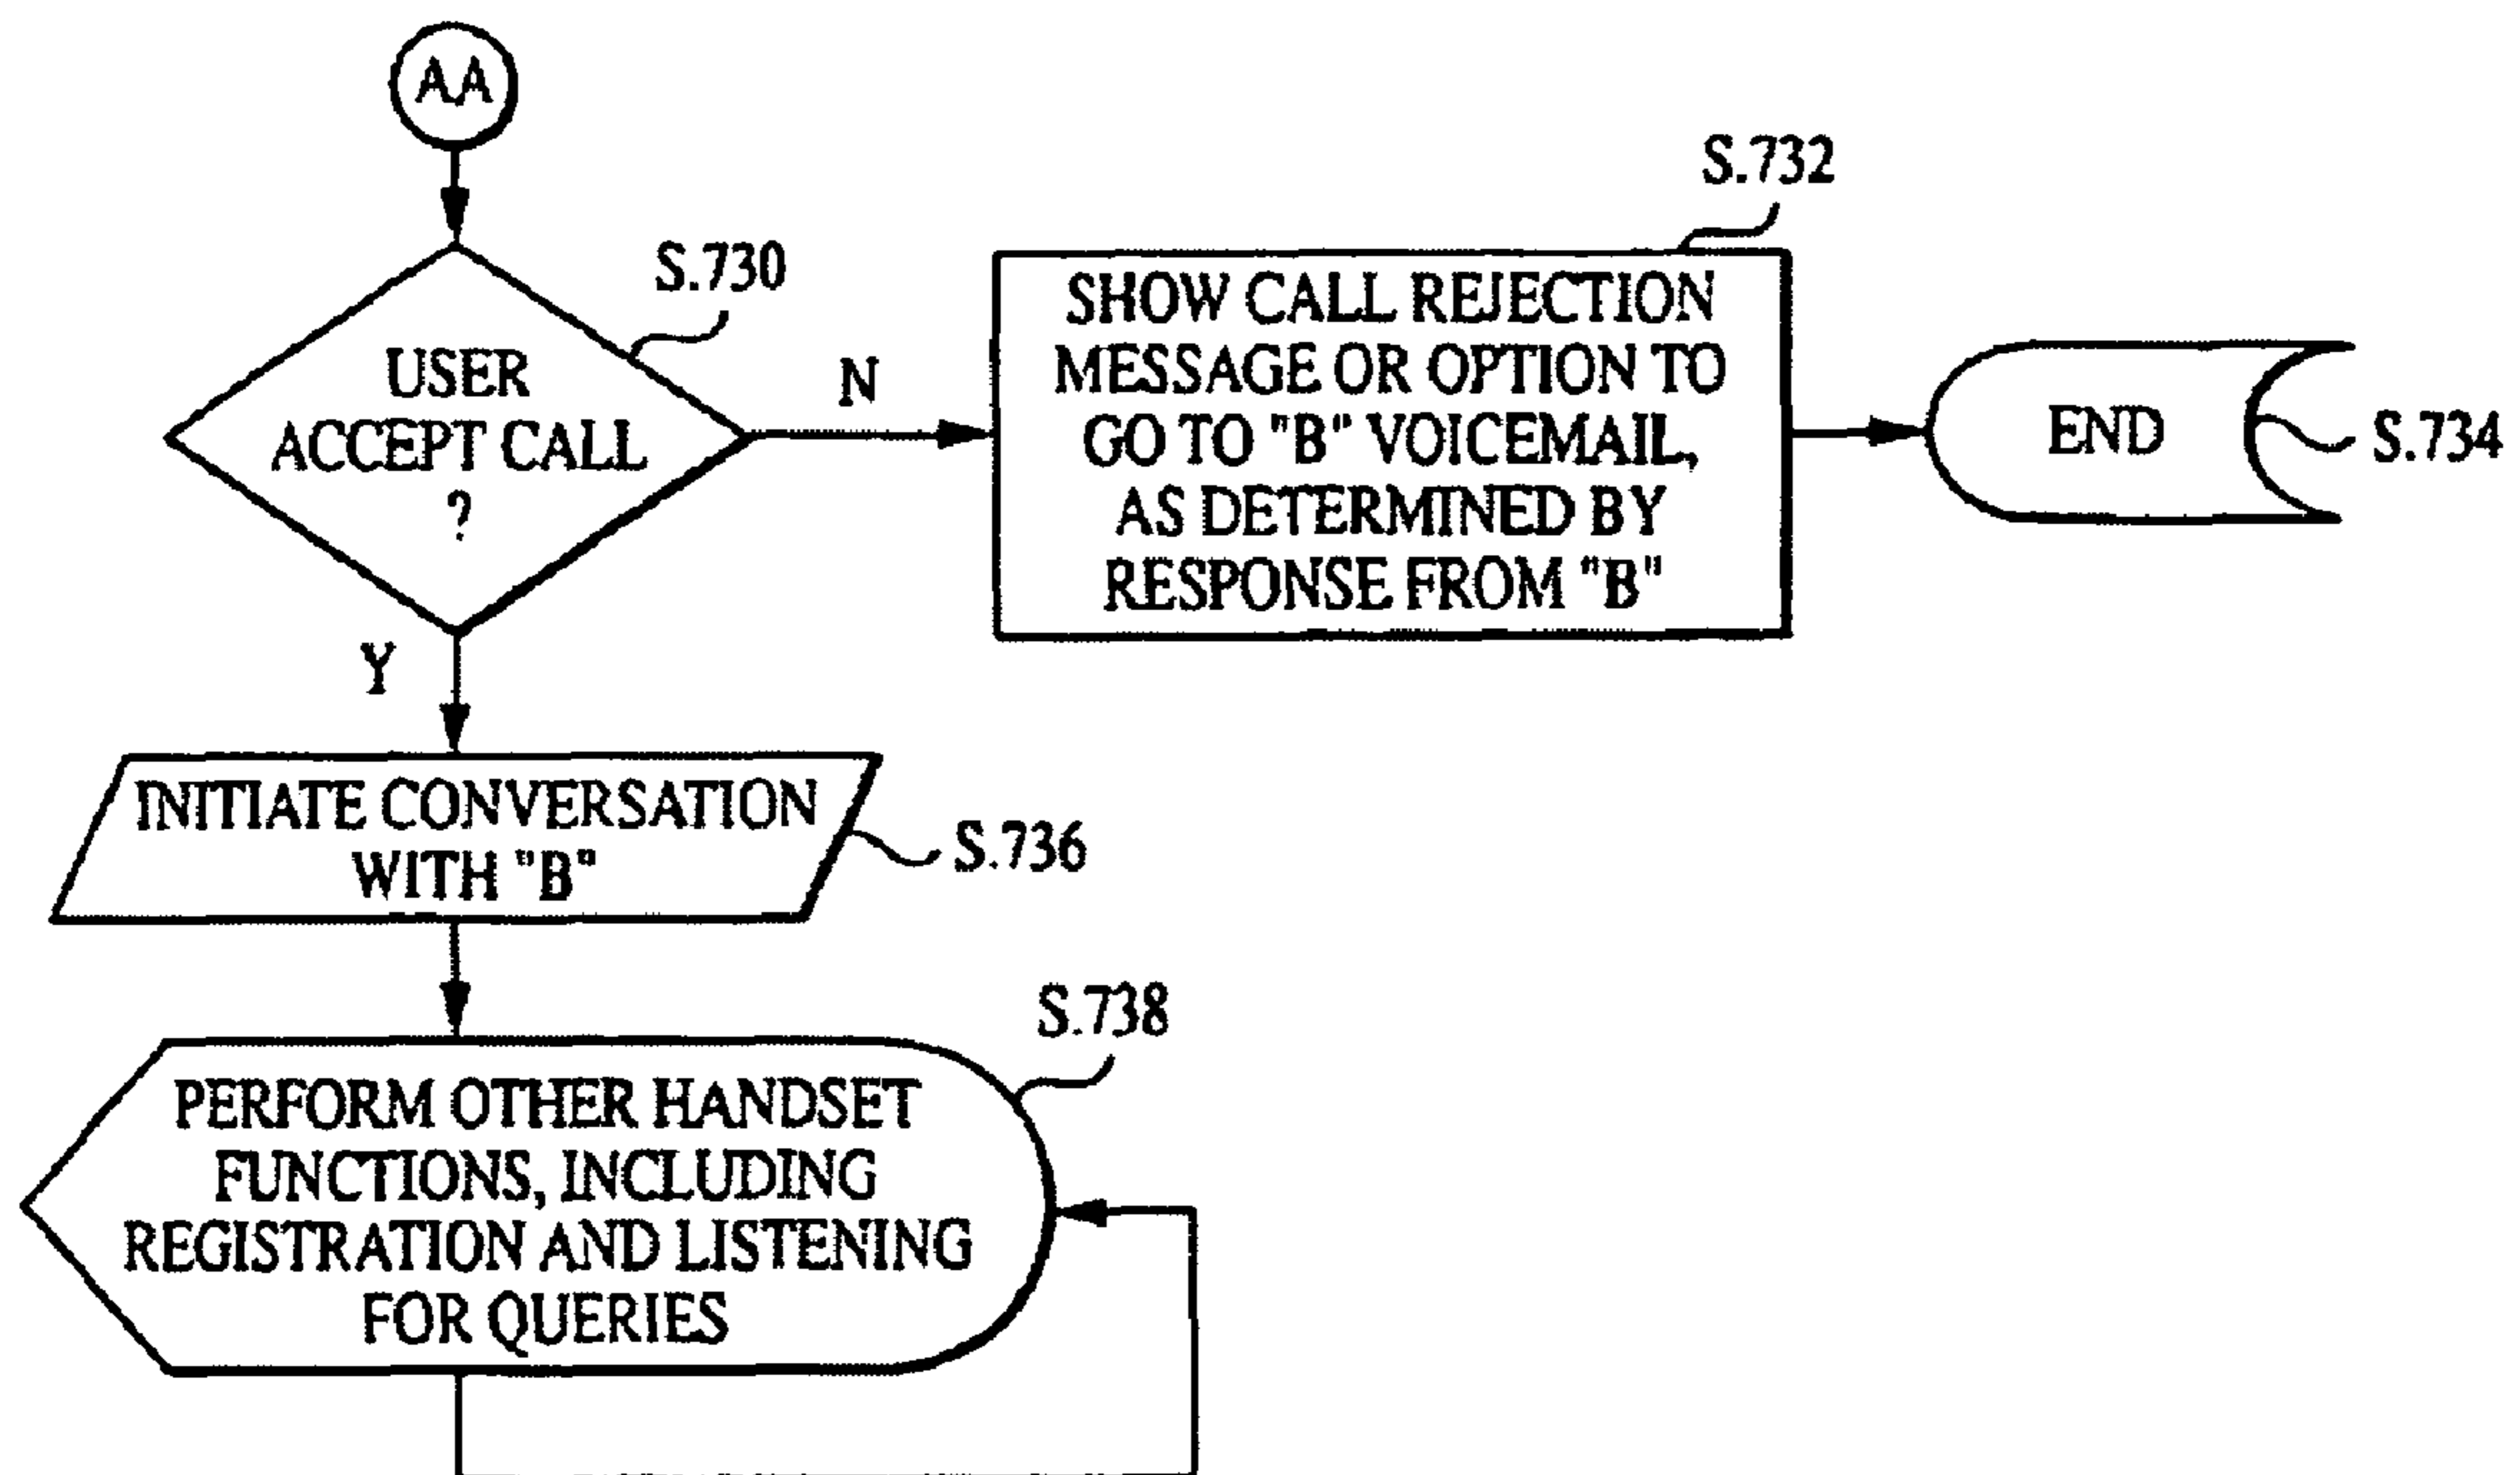 AA
S.730
USER
ACCEPT CALL
?
N
Y
S.732
SHOW CALL REJECTION
MESSAGE OR OPTION TO
GO TO "B" VOICEMAIL,
AS DETERMINED BY
RESPONSE FROM "B"
END
S.734
INITIATE CONVERSATION
WITH "B"
S.736
S.738
PERFORM OTHER HANDSET
FUNCTIONS, INCLUDING
REGISTRATION AND LISTENING
FOR QUERIES